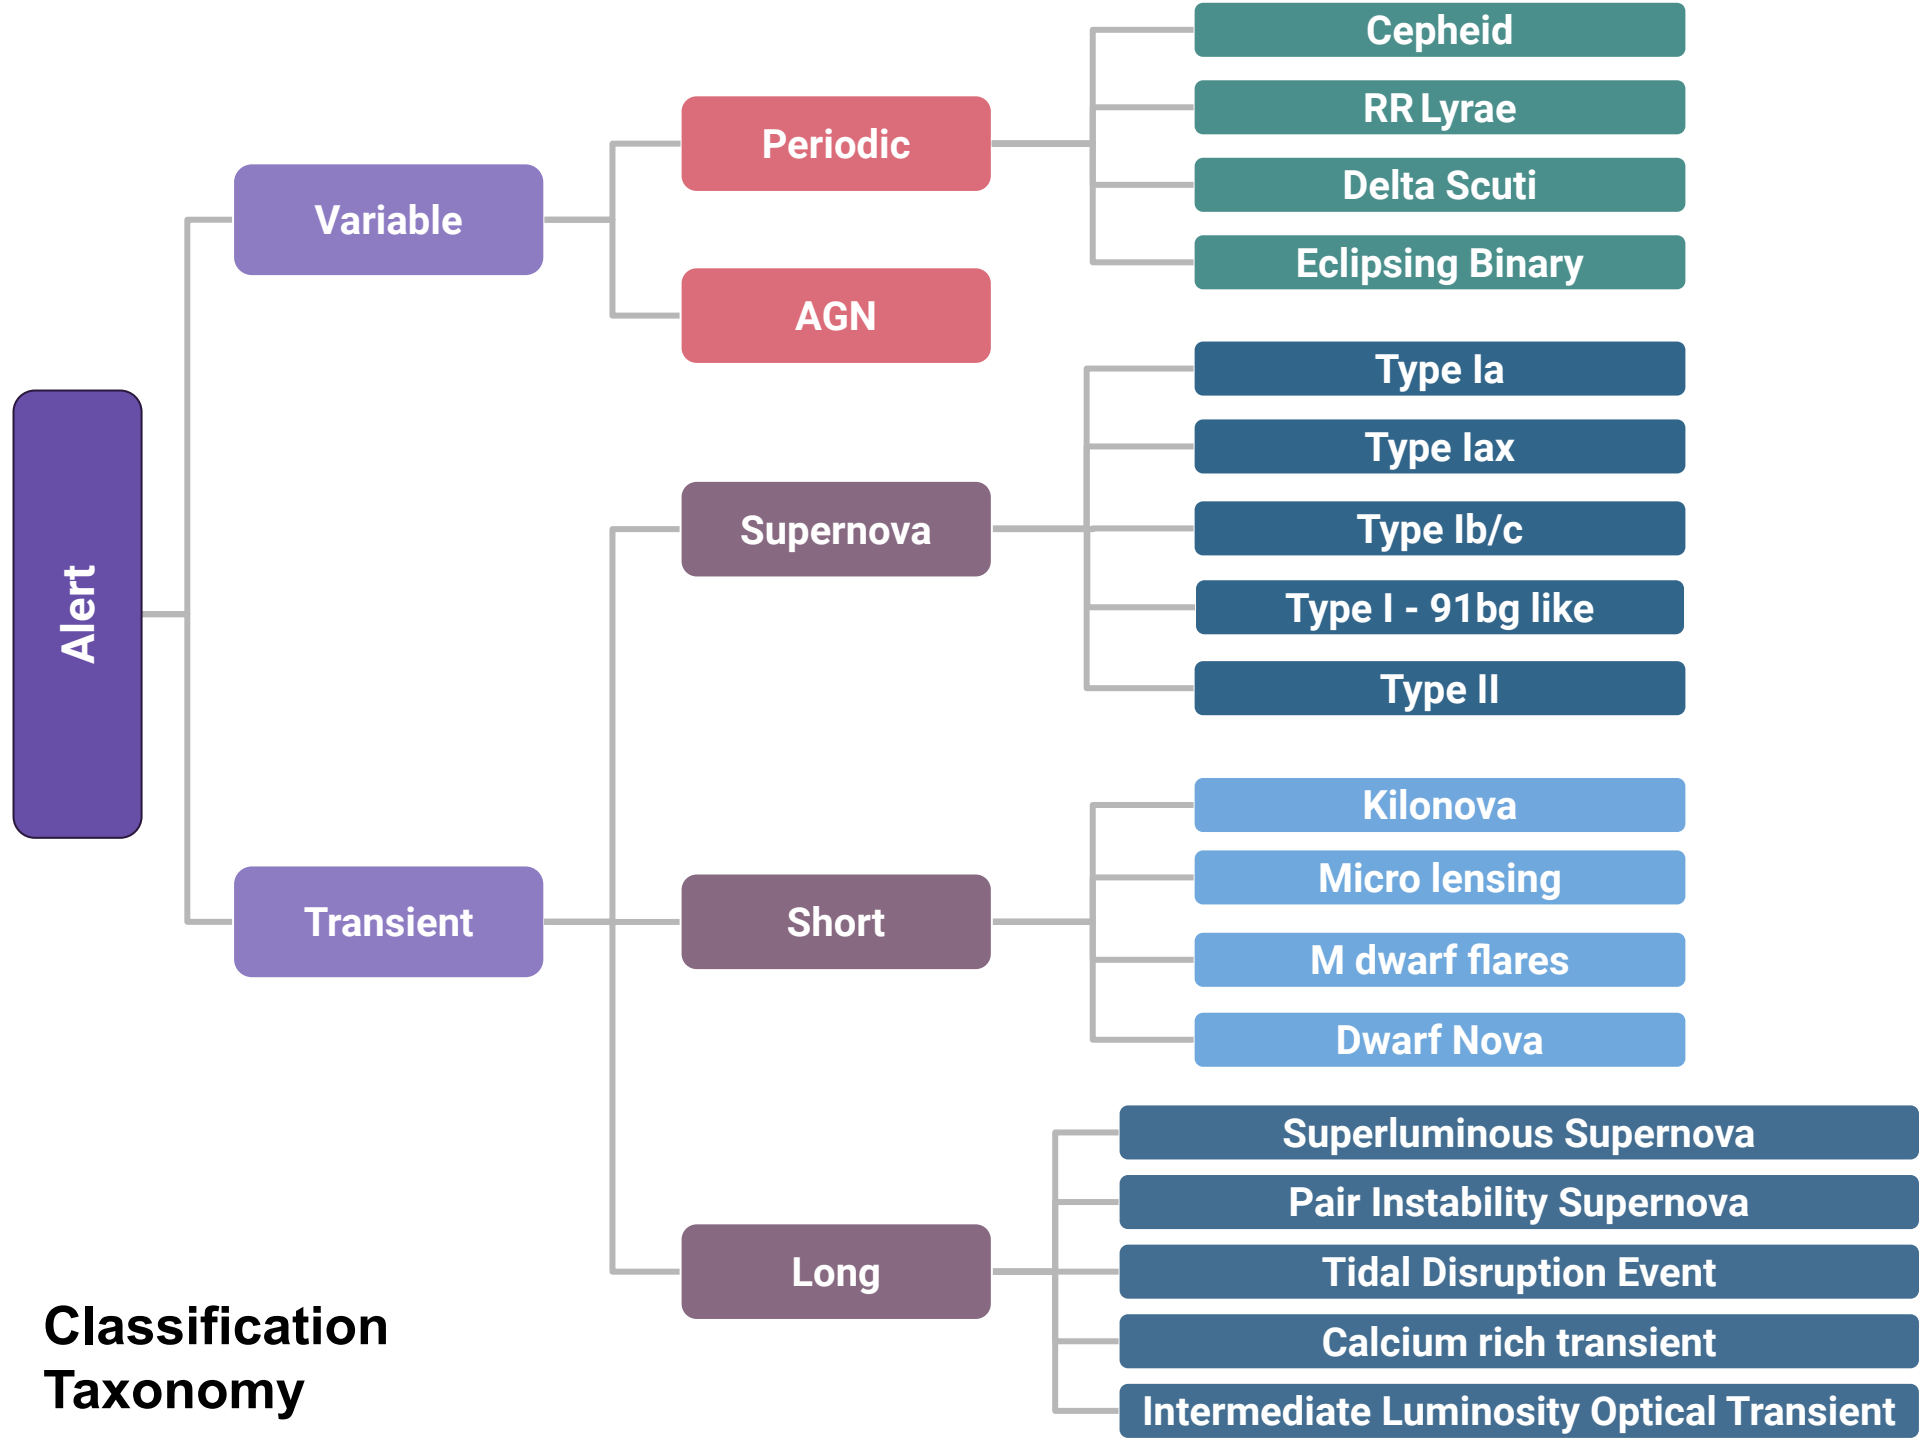 Alert
Variable
Periodic
Cepheid
RR Lyrae
Delta Scuti
Eclipsing Binary
AGN
Transient
Supernova
Type Ia
Type Iax
Type Ib/c
Type I - 91bg like
Type II
Short
Kilonova
Micro lensing
M dwarf flares
Dwarf Nova
Long
Superluminous Supernova
Pair Instability Supernova
Tidal Disruption Event
Calcium rich transient
Intermediate Luminosity Optical Transient
Classification
Taxonomy